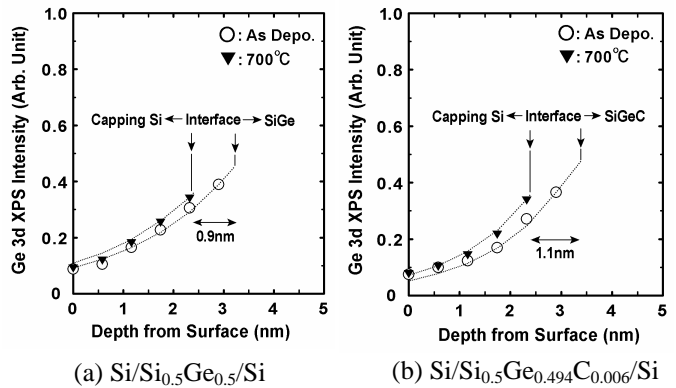 Ge 3d XPS Intensity (Arb. Unit)
1.0
0.8
0.6
0.4
0.2
0
○: As Depo.
▼: 700°C
Capping Si ← Interface → SiGe
0.9nm
0 1 2 3 4 5
Depth from Surface (nm)
(a) Si/Si0.5Ge0.5/Si
Ge 3d XPS Intensity (Arb. Unit)
1.0
0.8
0.6
0.4
0.2
0
○: As Depo.
▼: 700°C
Capping Si ← Interface → SiGeC
1.1nm
0 1 2 3 4 5
Depth from Surface (nm)
(b) Si/Si0.5Ge0.494C0.006/Si